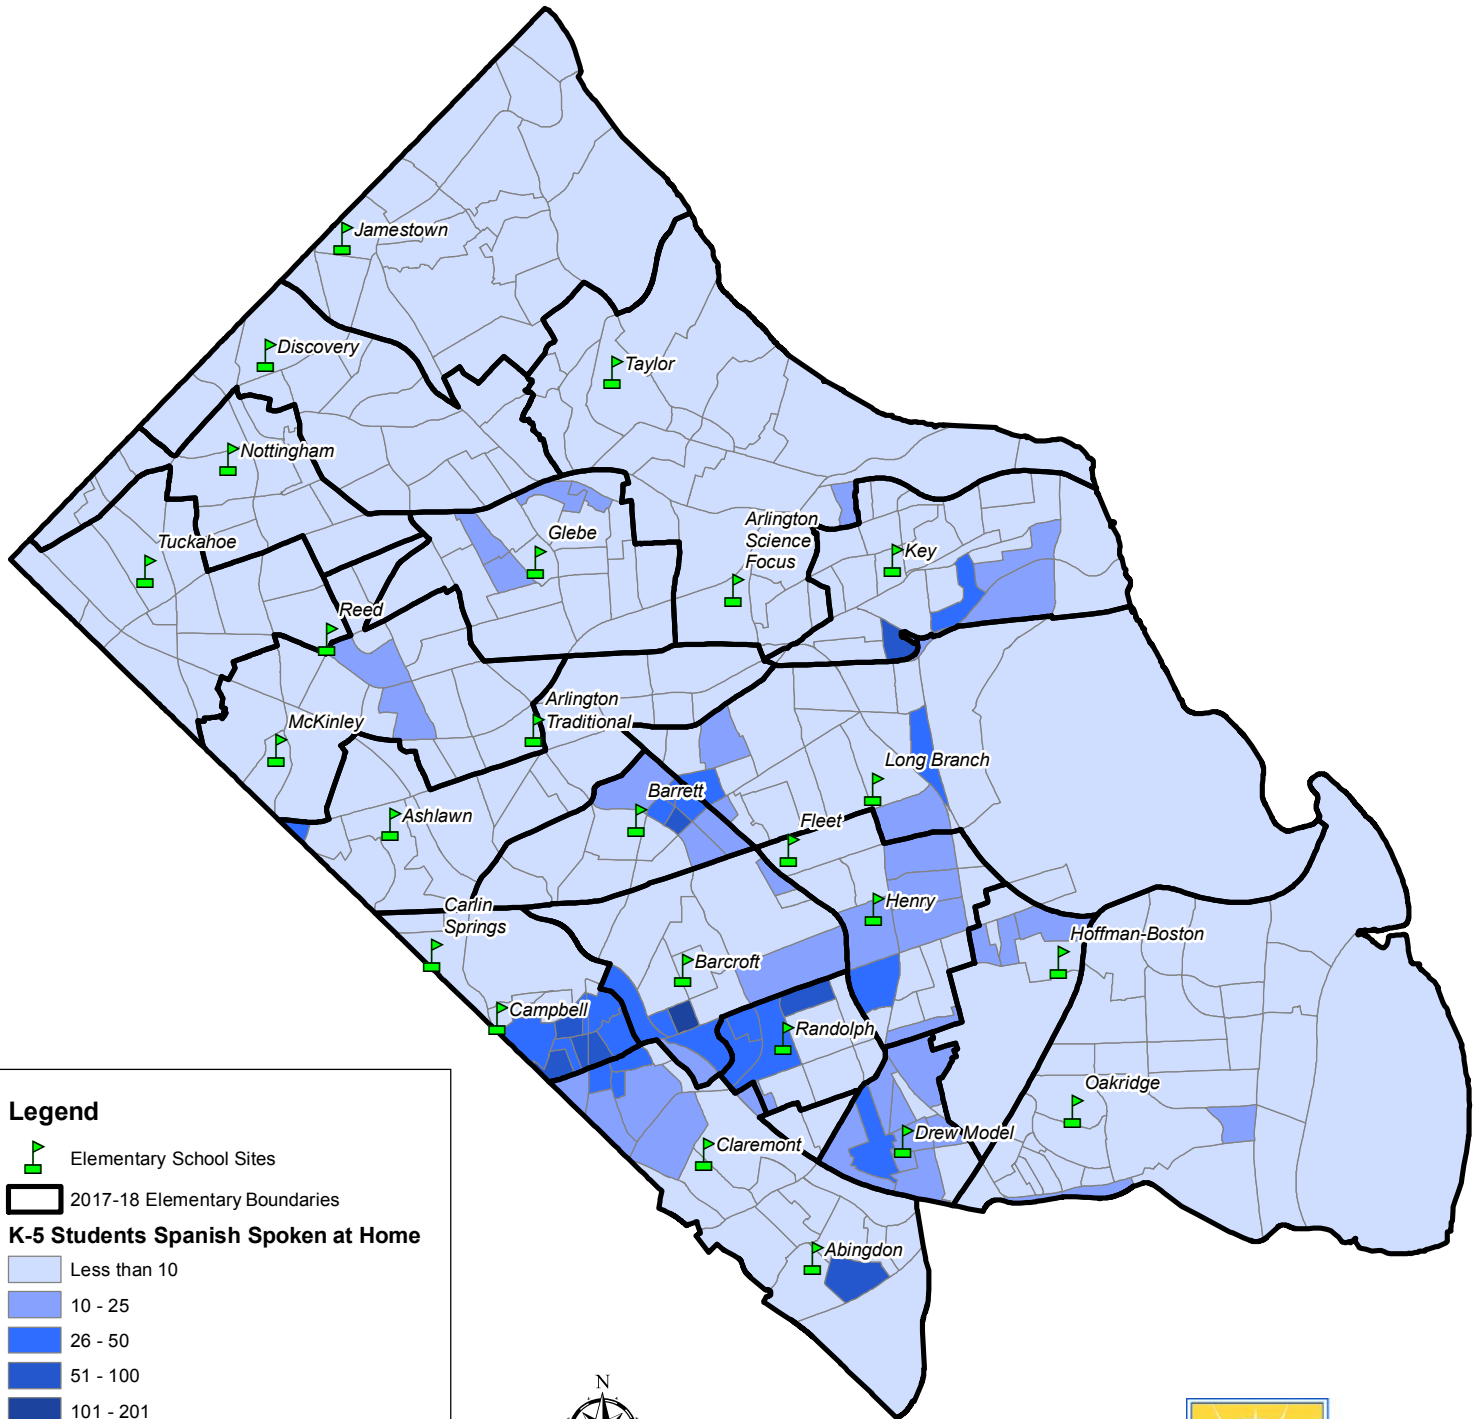 Jamestown
Discovery
Taylor
Nottingham
Tuckahoe
Glebe
Arlington
Science
Focus
Key
Reed
McKinley
Arlington
Traditional
Long Branch
Barrett
Ashlawn
Fleet
Carlin
Springs
Henry
Hoffman-Boston
Barcroft
Campbell
Randolph
Oakridge
Drew Model
Claremont
Abingdon
Legend
Elementary School Sites
2017-18 Elementary Boundaries
K-5 Students Spanish Spoken at Home
Less than 10
10 - 25
26 - 50
51 - 100
101 - 201
N